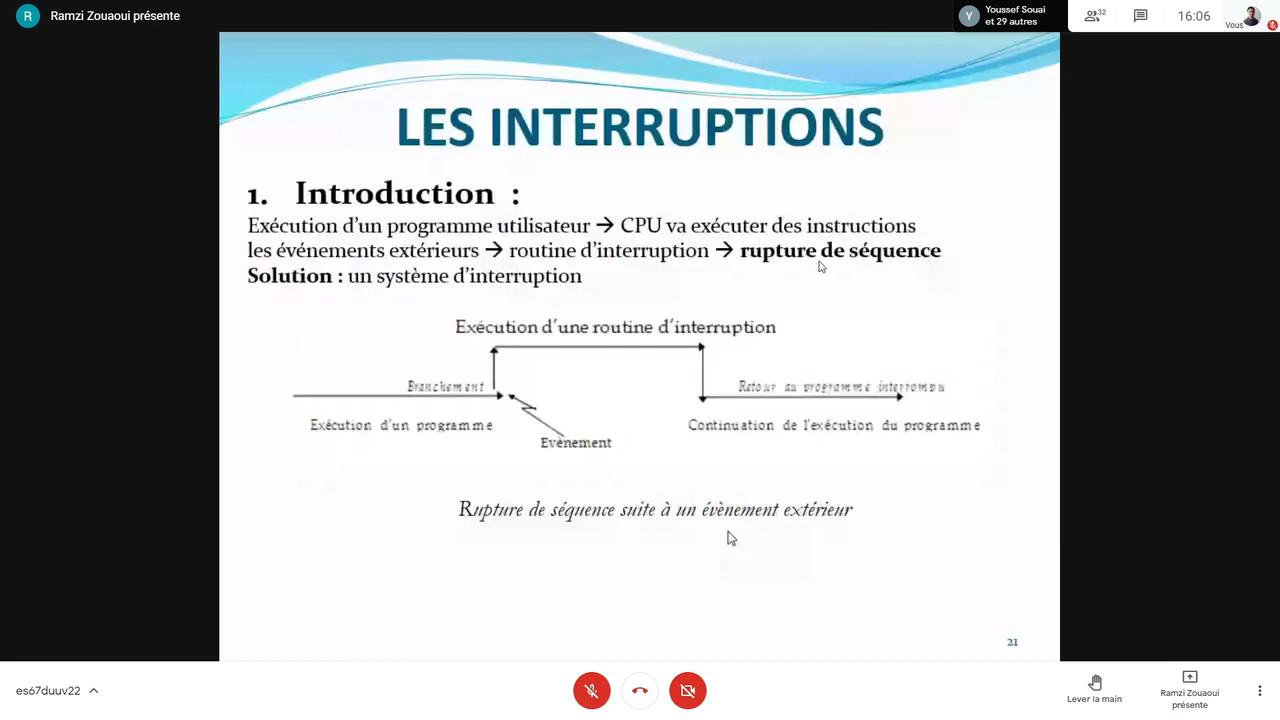 R Ramzi Zouaoui présente
Y Youssef Souai
et 29 autres
32
16:06
Vous
LES INTERRUPTIONS
1. Introduction :
Exécution d’un programme utilisateur → CPU va exécuter des instructions
les événements extérieurs → routine d’interruption → rupture de séquence
Solution : un système d’interruption
Exécution d’une routine d’interruption
Branchement
Retour au programme interrompu
Exécution d’un programme
Continuation de l’exécution du programme
Evènement
Rupture de séquence suite à un évènement extérieur
21
es67duuv22
Lever la main
Ramzi Zouaoui
présente